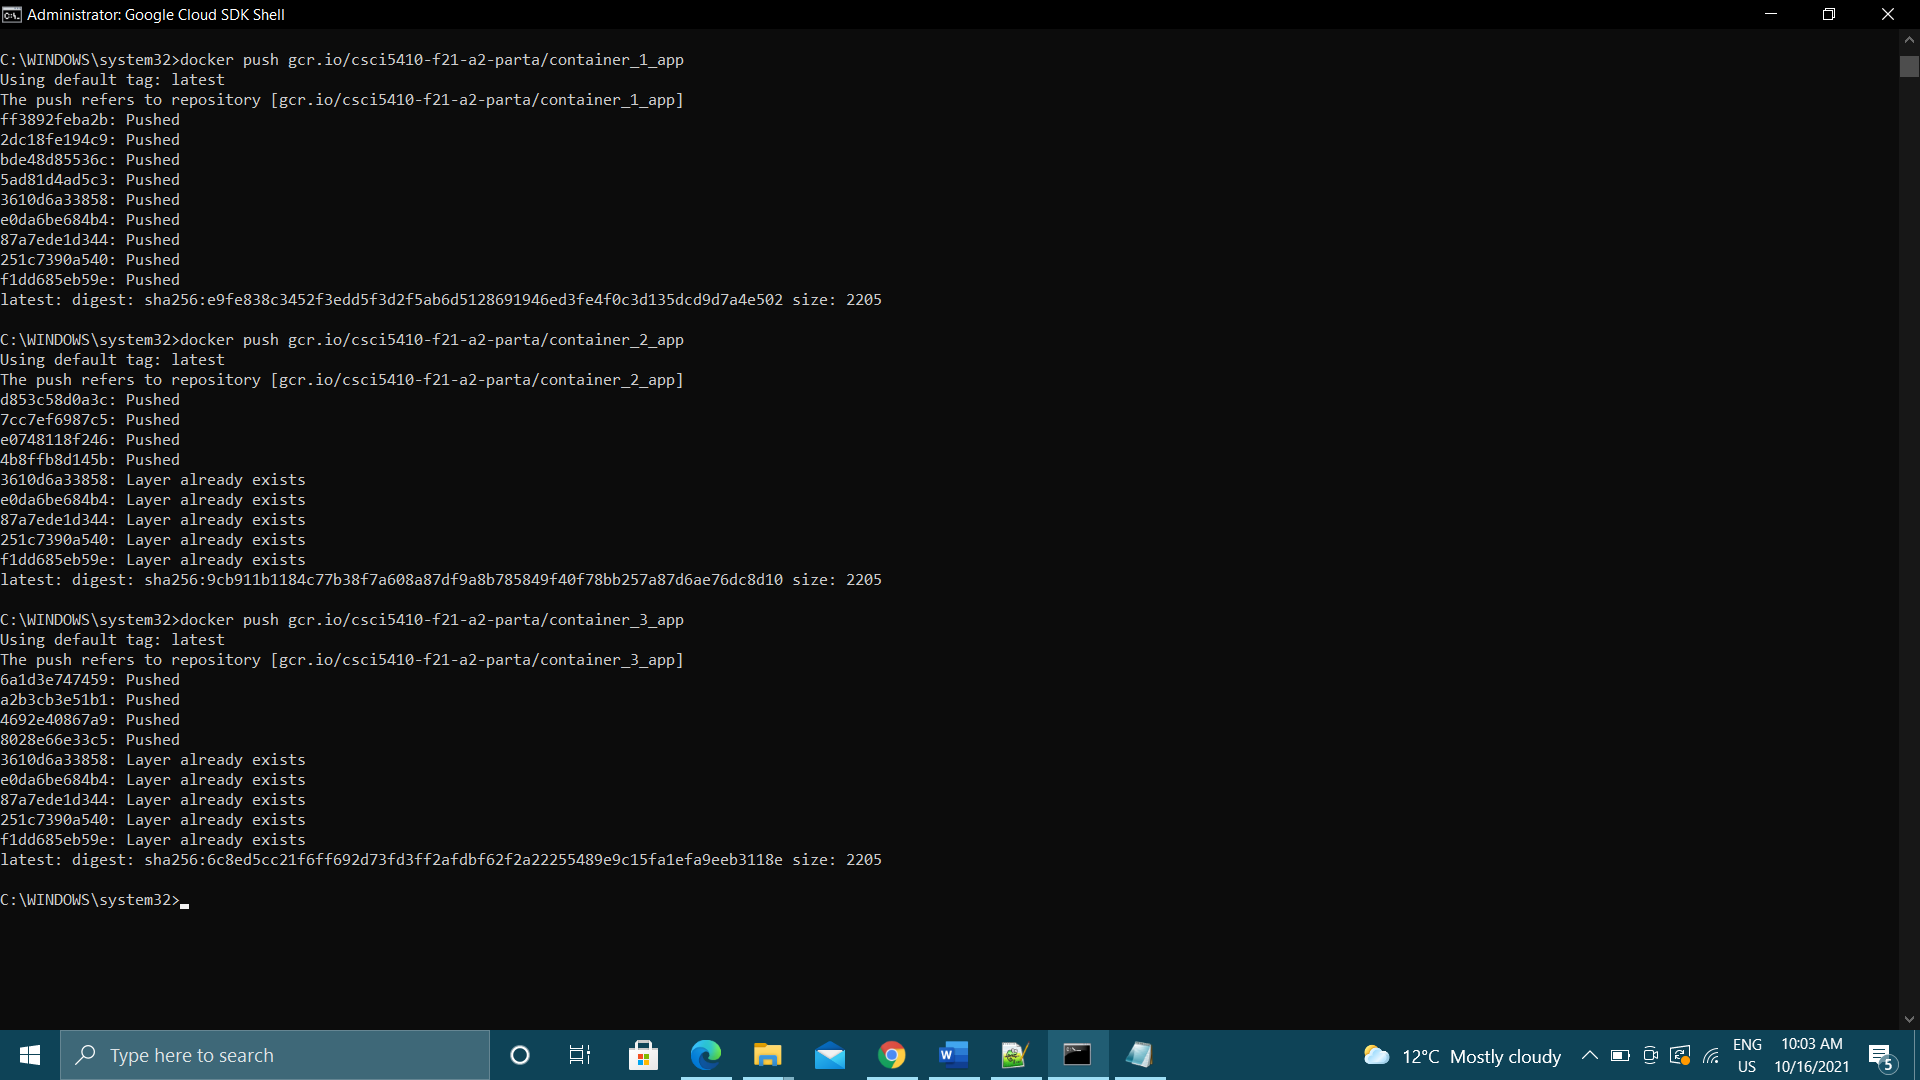 Administrator: Google Cloud SDK Shell
C:\WINDOWS\system32>docker push gcr.io/csci5410-f21-a2-parta/container_1_app
Using default tag: latest
The push refers to repository [gcr.io/csci5410-f21-a2-parta/container_1_app]
ff3892feba2b: Pushed
2dc18fe194c9: Pushed
bde48d85536c: Pushed
5ad81d4ad5c3: Pushed
3610d6a33858: Pushed
e0da6be684b4: Pushed
87a7ede1d344: Pushed
251c7390a540: Pushed
f1dd685eb59e: Pushed
latest: digest: sha256:e9fe838c3452f3edd5f3d2f5ab6d5128691946ed3fe4f0c3d135dcd9d7a4e502 size: 2205
C:\WINDOWS\system32>docker push gcr.io/csci5410-f21-a2-parta/container_2_app
Using default tag: latest
The push refers to repository [gcr.io/csci5410-f21-a2-parta/container_2_app]
d853c58d0a3c: Pushed
7cc7ef6987c5: Pushed
e0748118f246: Pushed
4b8ffb8d145b: Pushed
3610d6a33858: Layer already exists
e0da6be684b4: Layer already exists
87a7ede1d344: Layer already exists
251c7390a540: Layer already exists
f1dd685eb59e: Layer already exists
latest: digest: sha256:9cb911b1184c77b38f7a608a87df9a8b785849f40f78bb257a87d6ae76dc8d10 size: 2205
C:\WINDOWS\system32>docker push gcr.io/csci5410-f21-a2-parta/container_3_app
Using default tag: latest
The push refers to repository [gcr.io/csci5410-f21-a2-parta/container_3_app]
6a1d3e747459: Pushed
a2b3cb3e51b1: Pushed
4692e40867a9: Pushed
8028e66e33c5: Pushed
3610d6a33858: Layer already exists
e0da6be684b4: Layer already exists
87a7ede1d344: Layer already exists
251c7390a540: Layer already exists
f1dd685eb59e: Layer already exists
latest: digest: sha256:6c8ed5cc21f6ff692d73fd3ff2afdbf62f2a22255489e9c15fa1efa9eeb3118e size: 2205
C:\WINDOWS\system32>
Type here to search
12°C Mostly cloudy
ENG
US
10:03 AM
10/16/2021
5